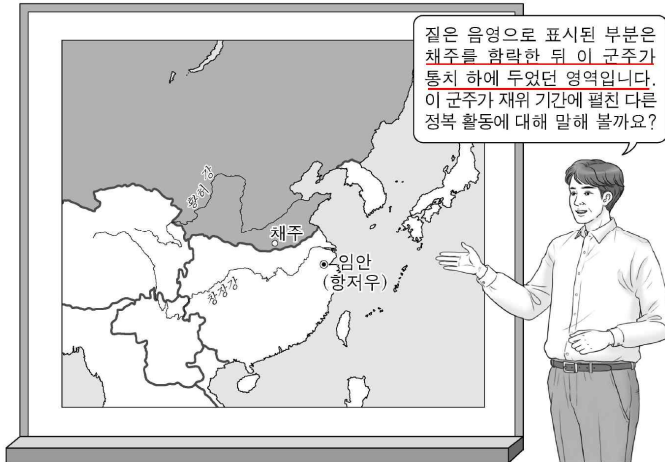 짙은 음영으로 표시된 부분은
채주를 함락한 뒤 이 군주가
통치 하에 두었던 영역입니다.
이 군주가 재위 기간에 펼친 다른
정복 활동에 대해 말해 볼까요?
황허 강
채주
임안
(항저우)
창장강